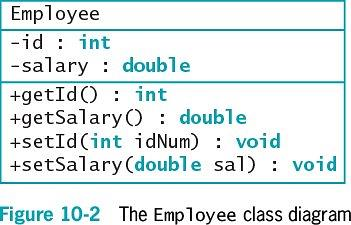 Employee
-id : int
-salary : double
+getId() : int
+getSalary() : double
+setId(int idNum) : void
+setSalary(double sal) : void
Figure 10-2 The Employee class diagram